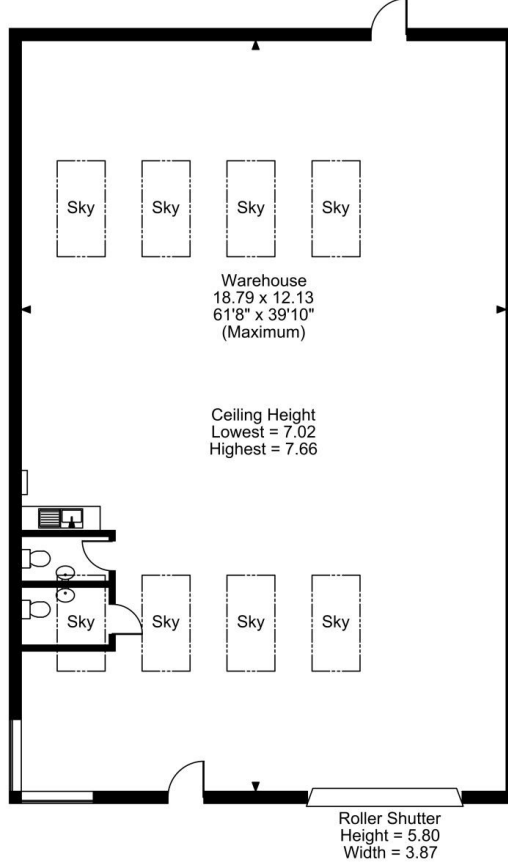 Sky Sky Sky Sky
Warehouse
18.79 x 12.13
61'8" x 39'10"
(Maximum)
Ceiling Height
Lowest = 7.02
Highest = 7.66
Sky Sky Sky Sky
Roller Shutter
Height = 5.80
Width = 3.87